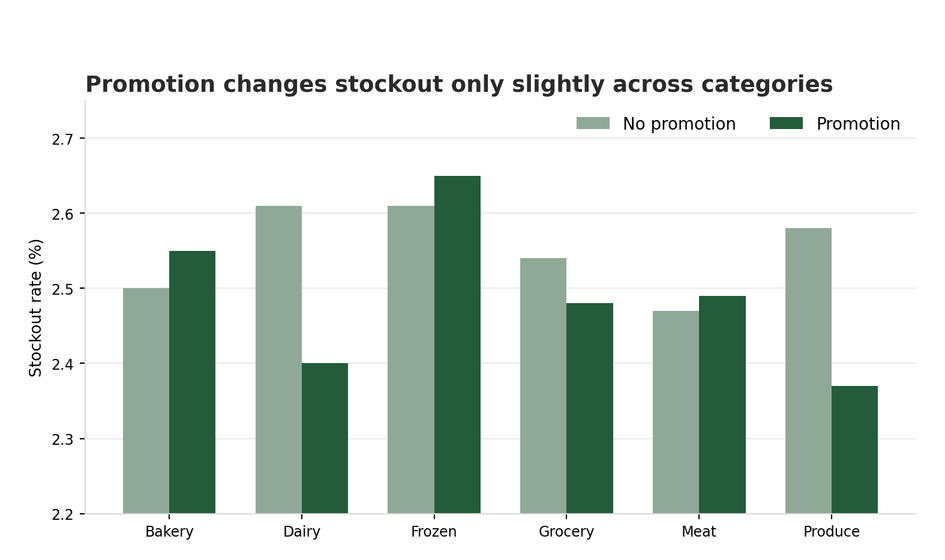 Promotion changes stockout only slightly across categories
No promotion
Promotion
Stockout rate (%)
2.7
2.6
2.5
2.4
2.3
2.2
Bakery
Dairy
Frozen
Grocery
Meat
Produce